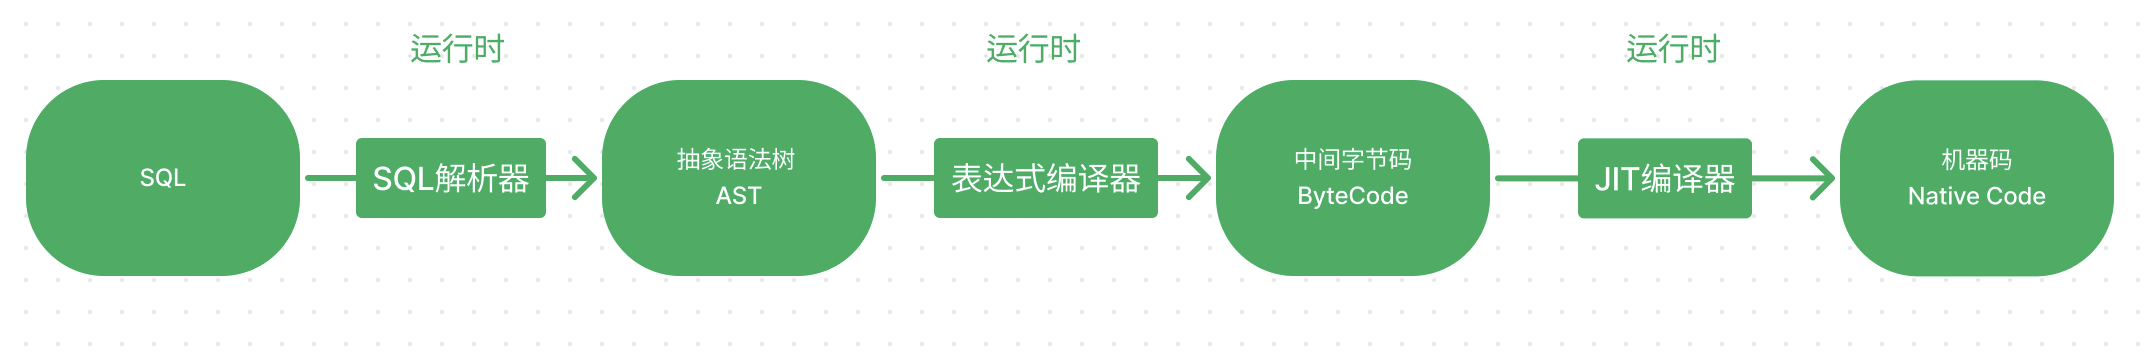 运行时
运行时
运行时
SQL
SQL解析器
抽象语法树
AST
表达式编译器
中间字节码
ByteCode
JIT编译器
机器码
Native Code